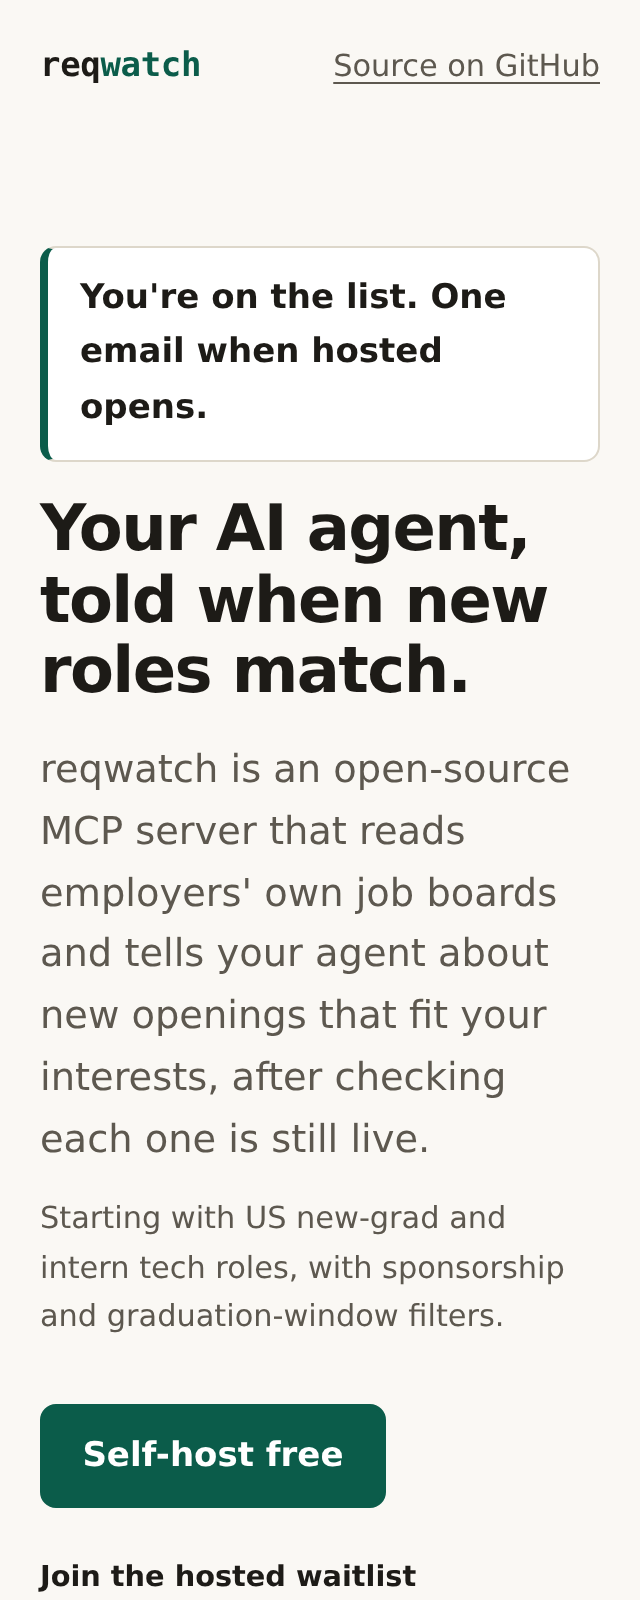 reqwatch
Source on GitHub
You're on the list. One
email when hosted
opens.
Your AI agent,
told when new
roles match.
reqwatch is an open-source
MCP server that reads
employers' own job boards
and tells your agent about
new openings that fit your
interests, after checking
each one is still live.
Starting with US new-grad and
intern tech roles, with sponsorship
and graduation-window filters.
Self-host free
Join the hosted waitlist